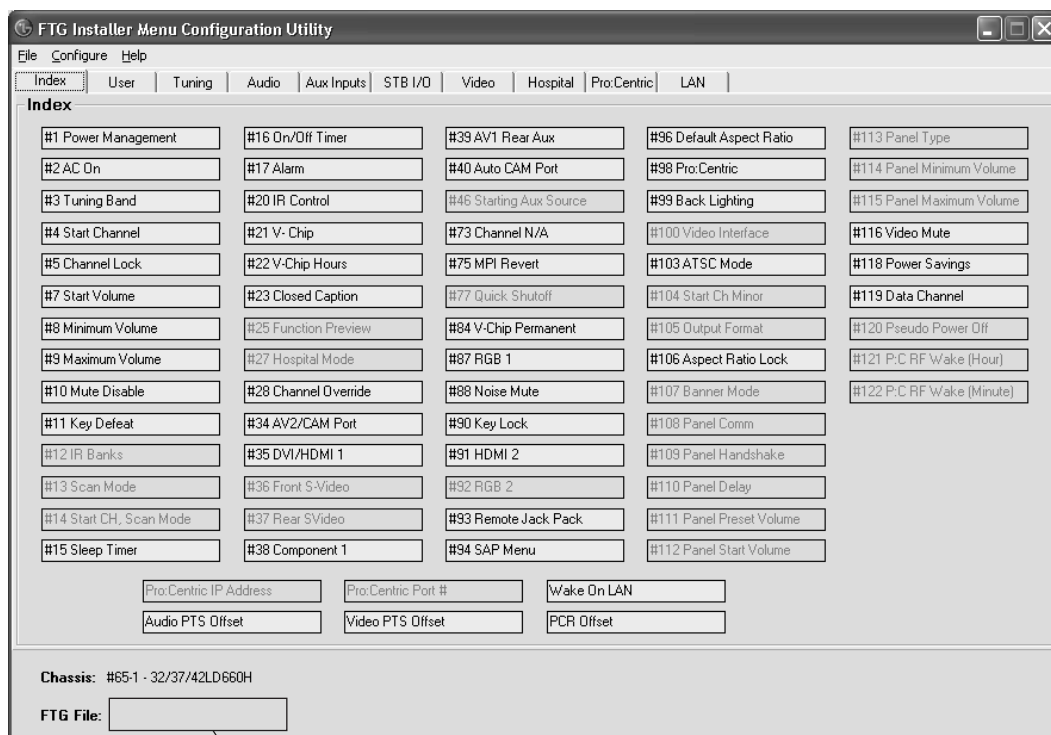 FTG Installer Menu Configuration Utility
File Configure Help
Index User Tuning Audio Aux Inputs STB I/O Video Hospital Pro:Centric LAN
Index
#1 Power Management #16 On/Off Timer #39 AV1 Rear Aux #96 Default Aspect Ratio #113 Panel Type
#2 AC On #17 Alarm #40 Auto CAM Port #98 Pro:Centric #114 Panel Minimum Volume
#3 Tuning Band #20 IR Control #46 Starting Aux Source #99 Back Lighting #115 Panel Maximum Volume
#4 Start Channel #21 V- Chip #73 Channel N/A #100 Video Interface #116 Video Mute
#5 Channel Lock #22 V-Chip Hours #75 MPI Revert #103 ATSC Mode #118 Power Savings
#7 Start Volume #23 Closed Caption #77 Quick Shutoff #104 Start Ch Minor #119 Data Channel
#8 Minimum Volume #25 Function Preview #84 V-Chip Permanent #105 Output Format #120 Pseudo Power Off
#9 Maximum Volume #27 Hospital Mode #87 RGB 1 #106 Aspect Ratio Lock #121 P:C RF Wake (Hour)
#10 Mute Disable #28 Channel Override #88 Noise Mute #107 Banner Mode #122 P:C RF Wake (Minute)
#11 Key Defeat #34 AV2/CAM Port #90 Key Lock #108 Panel Comm
#12 IR Banks #35 DVI/HDMI 1 #91 HDMI 2 #109 Panel Handshake
#13 Scan Mode #36 Front S-Video #92 RGB 2 #110 Panel Delay
#14 Start CH, Scan Mode #37 Rear SVideo #93 Remote Jack Pack #111 Panel Preset Volume
#15 Sleep Timer #38 Component 1 #94 SAP Menu #112 Panel Start Volume
Pro:Centric IP Address Pro:Centric Port # Wake On LAN
Audio PTS Offset Video PTS Offset PCR Offset
Chassis: #65-1 - 32/37/42LD660H
FTG File: